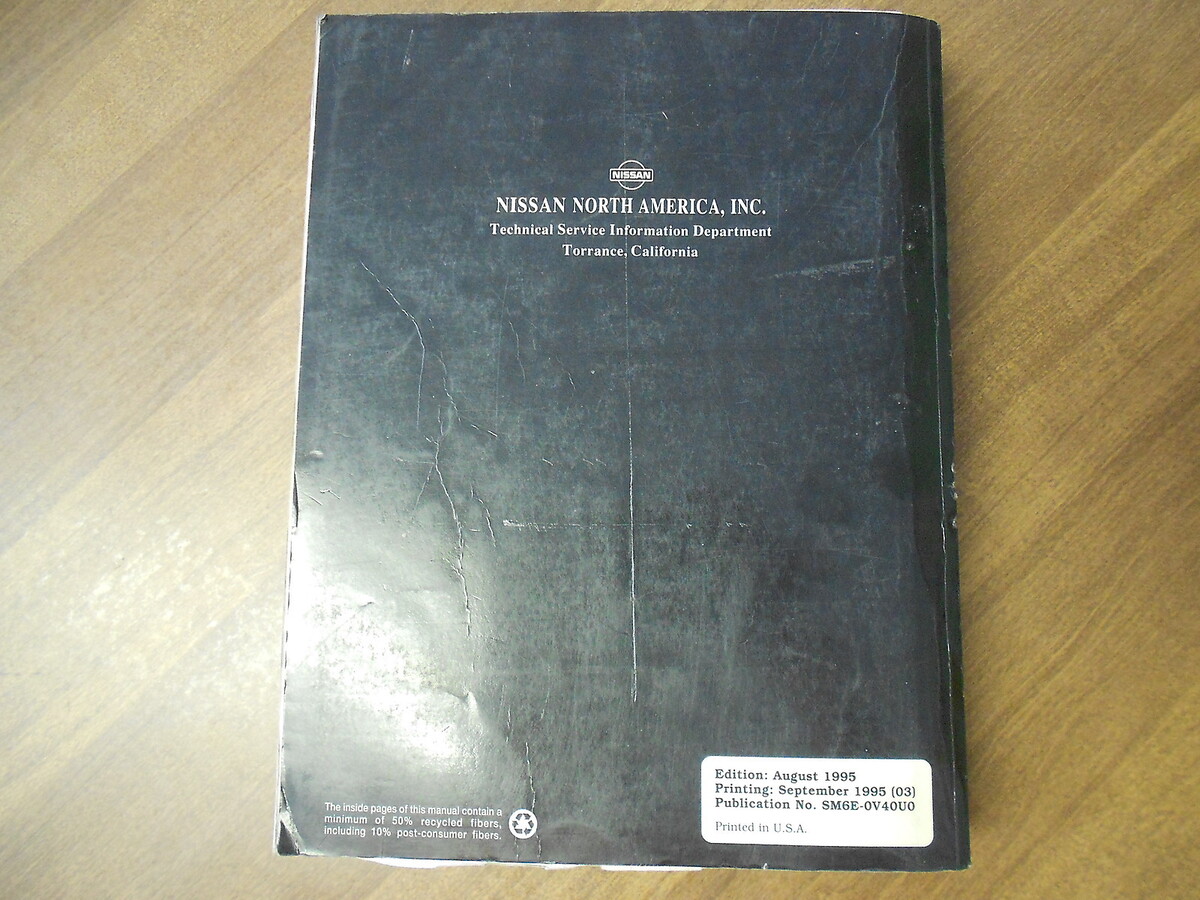 NISSAN
NISSAN NORTH AMERICA, INC.
Technical Service Information Department
Torrance, California
The inside pages of this manual contain a
minimum of 50% recycled fibers,
including 10% post-consumer fibers.
Edition: August 1995
Printing: September 1995 (03)
Publication No. SM6E-0V40U0
Printed in U.S.A.